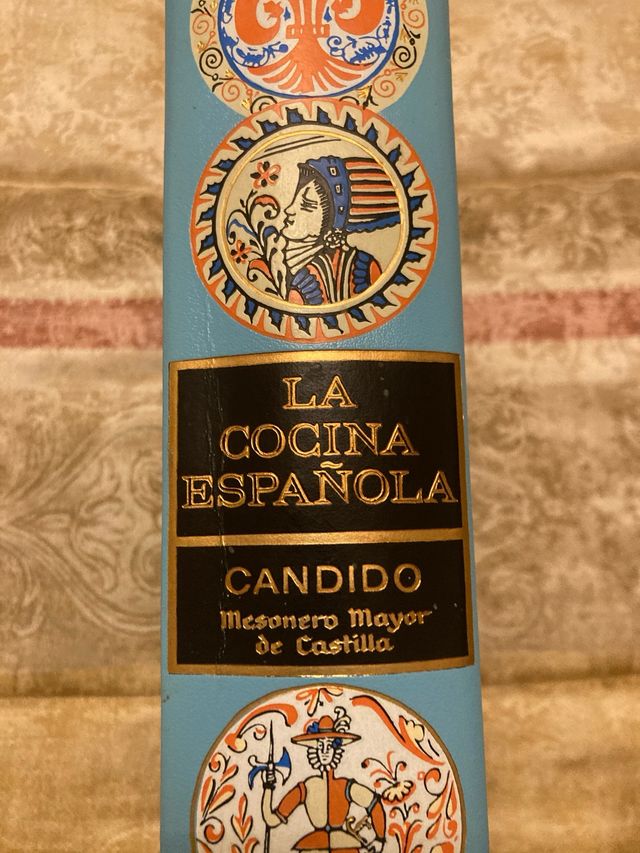 LA
COCINA
ESPAÑOLA
CANDIDO
Mesonero Mayor
de Castilla